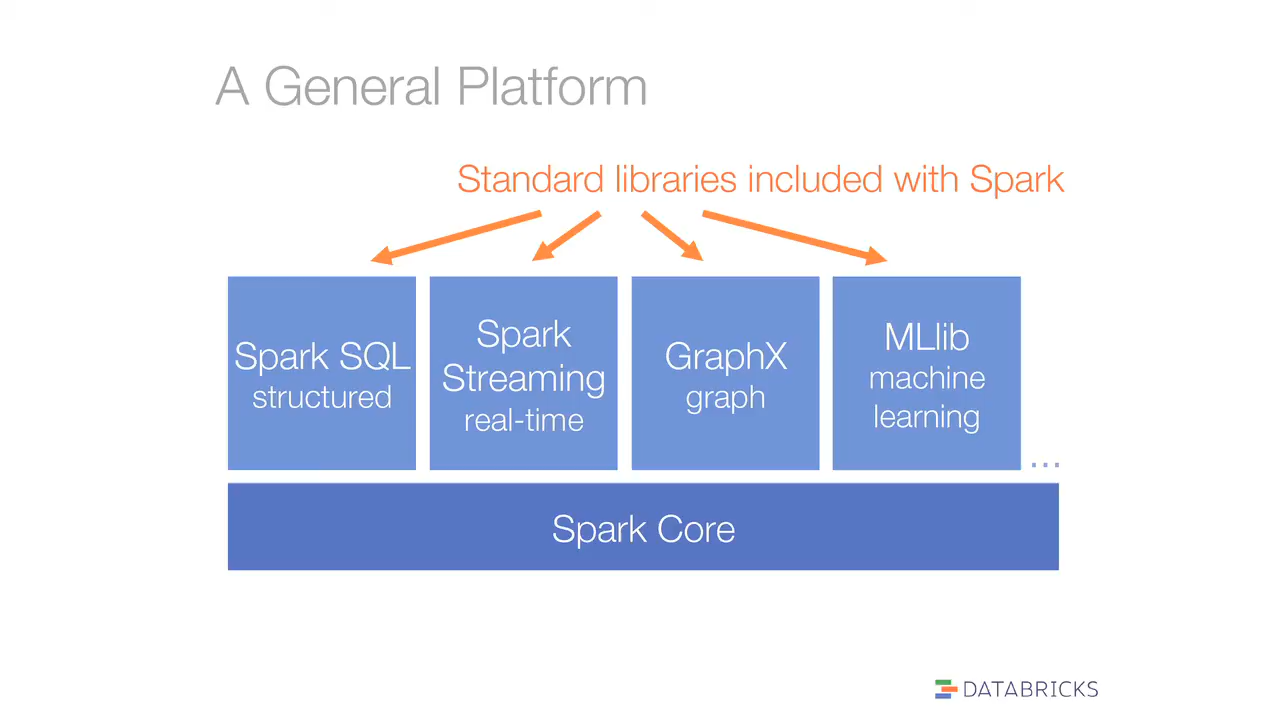 A General Platform
Standard libraries included with Spark
Spark SQL
structured
Spark
Streaming
real-time
GraphX
graph
MLlib
machine
learning
...
Spark Core
DATABRICKS